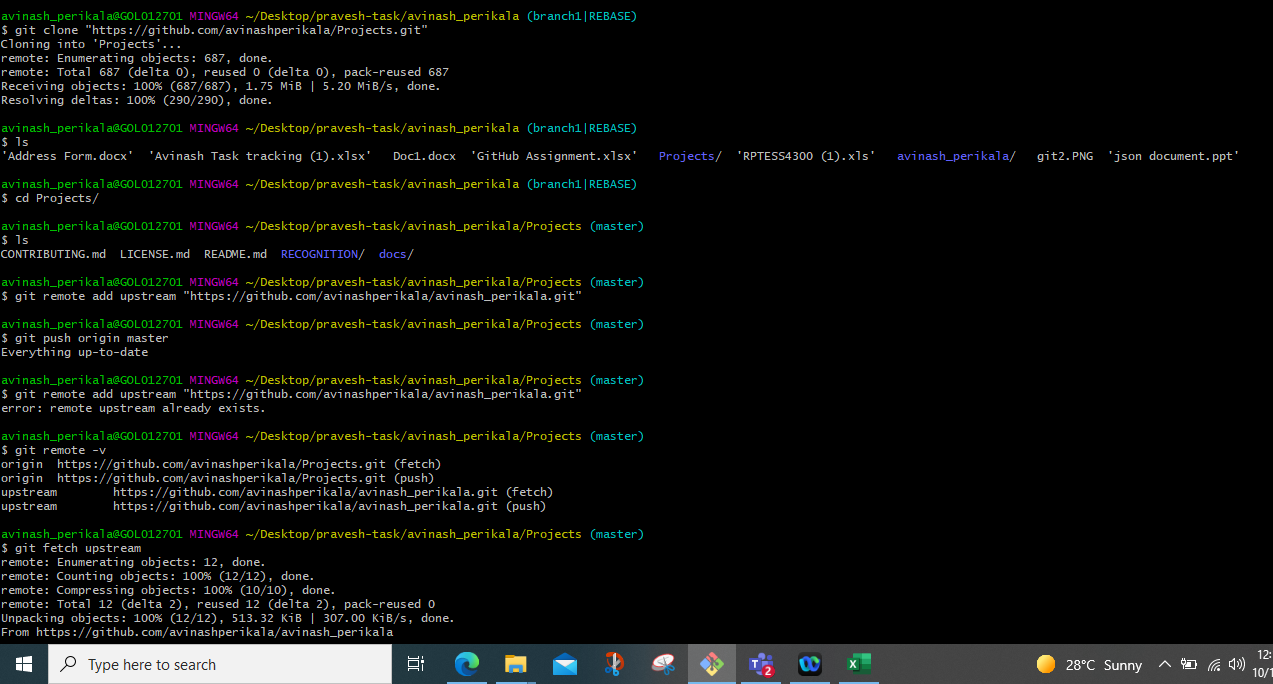 avinash_perikala@GOL012701 MINGW64 ~/Desktop/pravesh-task/avinash_perikala (branch1|REBASE)
$ git clone "https://github.com/avinashperikala/Projects.git"
Cloning into 'Projects'...
remote: Enumerating objects: 687, done.
remote: Total 687 (delta 0), reused 0 (delta 0), pack-reused 687
Receiving objects: 100% (687/687), 1.75 MiB | 5.20 MiB/s, done.
Resolving deltas: 100% (290/290), done.
avinash_perikala@GOL012701 MINGW64 ~/Desktop/pravesh-task/avinash_perikala (branch1|REBASE)
$ ls
'Address Form.docx' 'Avinash Task tracking (1).xlsx' Doc1.docx 'GitHub Assignment.xlsx' Projects/ 'RPTESS4300 (1).xls' avinash_perikala/ git2.PNG 'json document.ppt'
avinash_perikala@GOL012701 MINGW64 ~/Desktop/pravesh-task/avinash_perikala (branch1|REBASE)
$ cd Projects/
avinash_perikala@GOL012701 MINGW64 ~/Desktop/pravesh-task/avinash_perikala/Projects (master)
$ ls
CONTRIBUTING.md LICENSE.md README.md RECOGNITION/ docs/
avinash_perikala@GOL012701 MINGW64 ~/Desktop/pravesh-task/avinash_perikala/Projects (master)
$ git remote add upstream "https://github.com/avinashperikala/avinash_perikala.git"
avinash_perikala@GOL012701 MINGW64 ~/Desktop/pravesh-task/avinash_perikala/Projects (master)
$ git push origin master
Everything up-to-date
avinash_perikala@GOL012701 MINGW64 ~/Desktop/pravesh-task/avinash_perikala/Projects (master)
$ git remote add upstream "https://github.com/avinashperikala/avinash_perikala.git"
error: remote upstream already exists.
avinash_perikala@GOL012701 MINGW64 ~/Desktop/pravesh-task/avinash_perikala/Projects (master)
$ git remote -v
origin https://github.com/avinashperikala/Projects.git (fetch)
origin https://github.com/avinashperikala/Projects.git (push)
upstream https://github.com/avinashperikala/avinash_perikala.git (fetch)
upstream https://github.com/avinashperikala/avinash_perikala.git (push)
avinash_perikala@GOL012701 MINGW64 ~/Desktop/pravesh-task/avinash_perikala/Projects (master)
$ git fetch upstream
remote: Enumerating objects: 12, done.
remote: Counting objects: 100% (12/12), done.
remote: Compressing objects: 100% (10/10), done.
remote: Total 12 (delta 2), reused 12 (delta 2), pack-reused 0
Unpacking objects: 100% (12/12), 513.32 KiB | 307.00 KiB/s, done.
From https://github.com/avinashperikala/avinash_perikala
Type here to search
28°C Sunny
12:
10/1